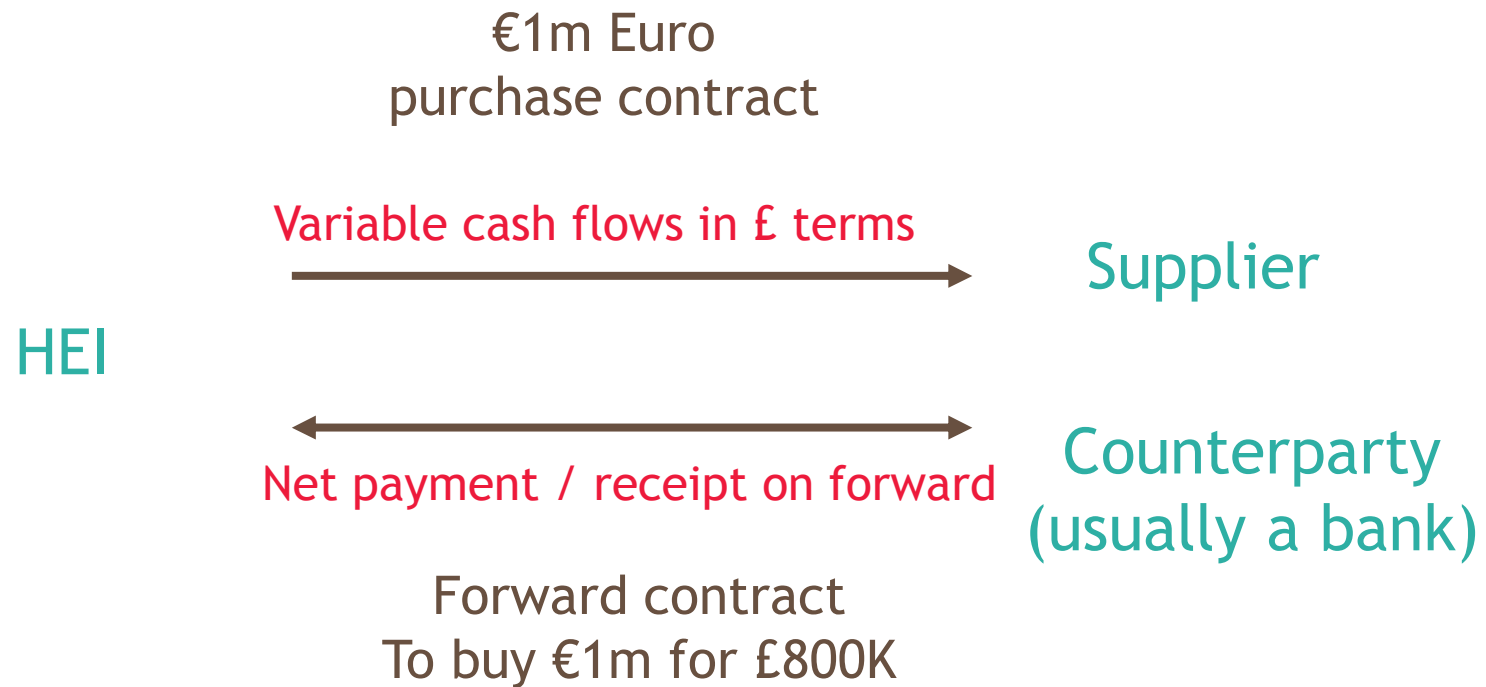 €1m Euro
purchase contract
Variable cash flows in £ terms
Supplier
HEI
Net payment / receipt on forward
Counterparty
(usually a bank)
Forward contract
To buy €1m for £800K